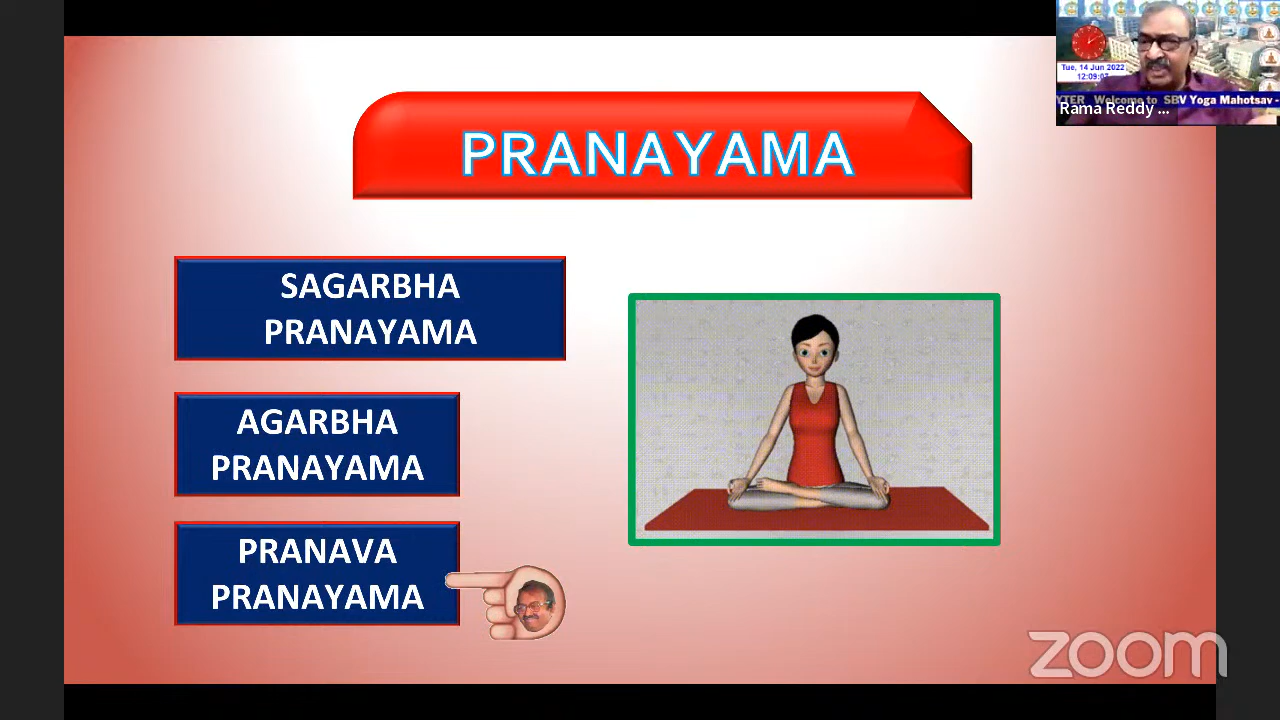 PRANAYAMA
SAGARBHA
PRANAYAMA
AGARBHA
PRANAYAMA
PRANAVA
PRANAYAMA
Tue, 14 Jun 2022
YTER Welcome to SBV Yoga Mahotsav -
Rama Reddy ...
zoom